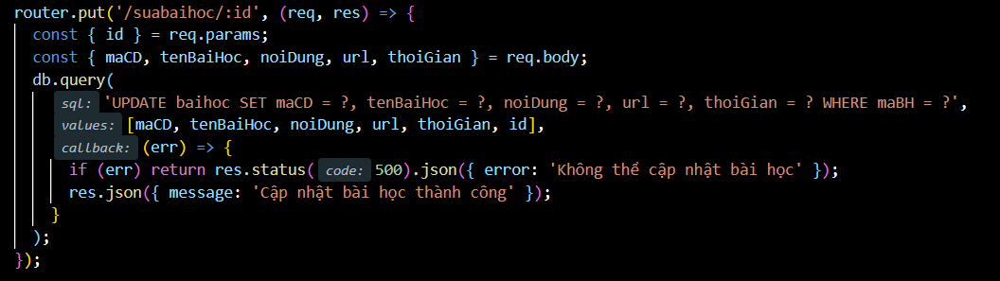 router.put('/suabaihoc/:id', (req, res) => {
const { id } = req.params;
const { maCD, tenBaiHoc, noiDung, url, thoiGian } = req.body;
db.query(
sql: 'UPDATE baihoc SET maCD = ?, tenBaiHoc = ?, noiDung = ?, url = ?, thoiGian = ? WHERE maBH = ?',
values: [maCD, tenBaiHoc, noiDung, url, thoiGian, id],
callback: (err) => {
if (err) return res.status( code: 500).json({ error: 'Không thể cập nhật bài học' });
res.json({ message: 'Cập nhật bài học thành công' });
}
);
});